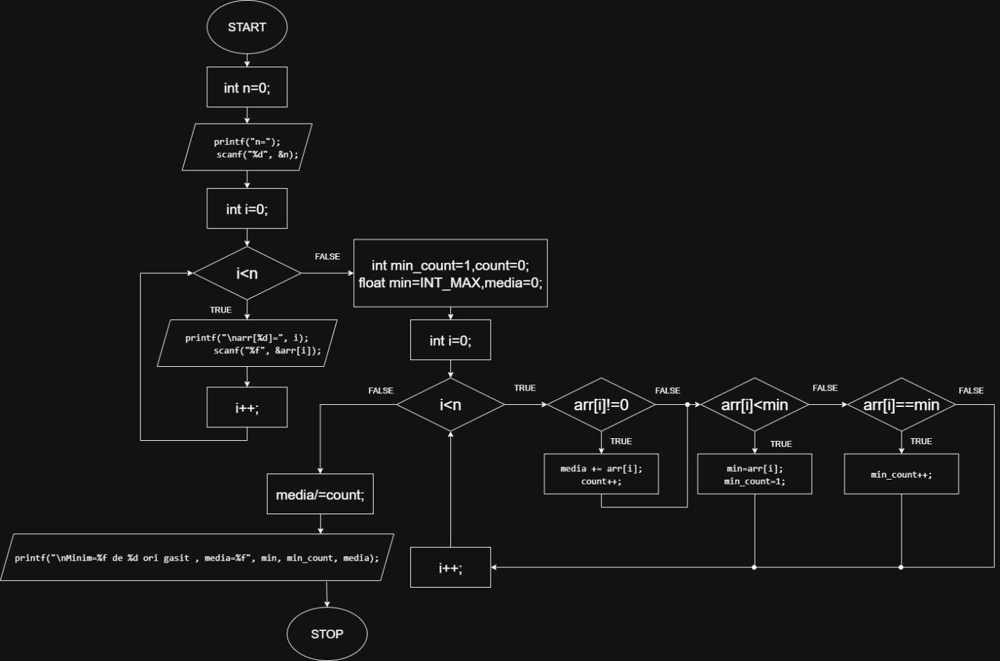 START
int n=0;
printf("n=");
scanf("%d", &n);
int i=0;
i<n
FALSE
TRUE
printf("\narr[%d]=", i);
scanf("%f", &arr[i]);
i++;
int min_count=1,count=0;
float min=INT_MAX,media=0;
int i=0;
i<n
FALSE
TRUE
arr[i]!=0
FALSE
TRUE
media += arr[i];
count++;
arr[i]<min
FALSE
TRUE
min=arr[i];
min_count=1;
arr[i]==min
FALSE
TRUE
min_count++;
i++;
media/=count;
printf("\nMinim=%f de %d ori gasit , media=%f", min, min_count, media);
STOP